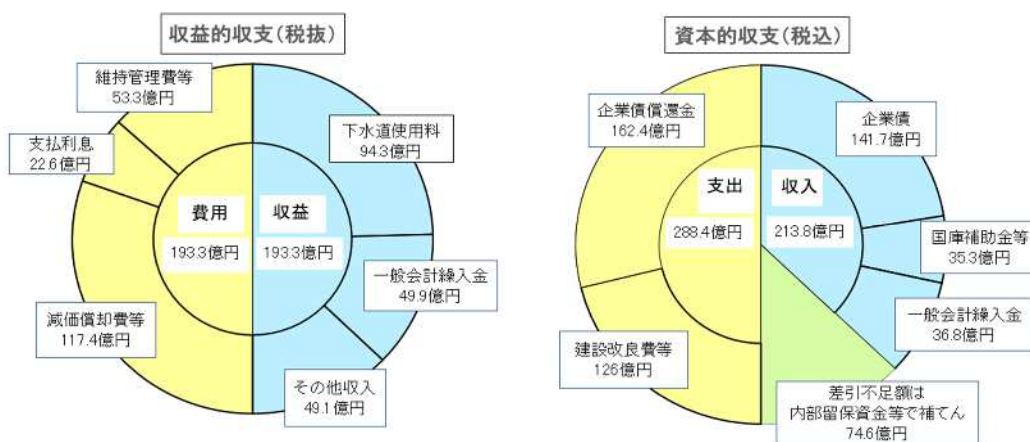 収益的収支(税抜)
維持管理費等
53.3億円
支払利息
22.6億円
減価償却費等
117.4億円
費用
193.3億円
収益
193.3億円
下水道使用料
94.3億円
一般会計繰入金
49.9億円
その他収入
49.1億円
資本的収支(税込)
企業債償還金
162.4億円
建設改良費等
126億円
支出
288.4億円
収入
213.8億円
企業債
141.7億円
国庫補助金等
35.3億円
一般会計繰入金
36.8億円
差引不足額は
内部留保資金等で補てん
74.6億円